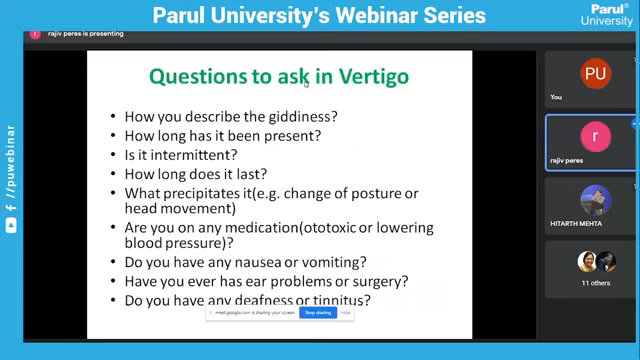 Parul University's Webinar Series
Parul®
University
rajiv peres is presenting
Questions to ask in Vertigo
• How you describe the giddiness?
• How long has it been present?
• Is it intermittent?
• How long does it last?
• What precipitates it(e.g. change of posture or
head movement)
• Are you on any medication(ototoxic or lowering
blood pressure)?
• Do you have any nausea or vomiting?
• Have you ever has ear problems or surgery?
• Do you have any deafness or tinnitus?
meet.google.com is sharing your screen.
Stop sharing
Hide
PU
You
r
rajiv peres
HITARTH MEHTA
11 others
/puwebinar